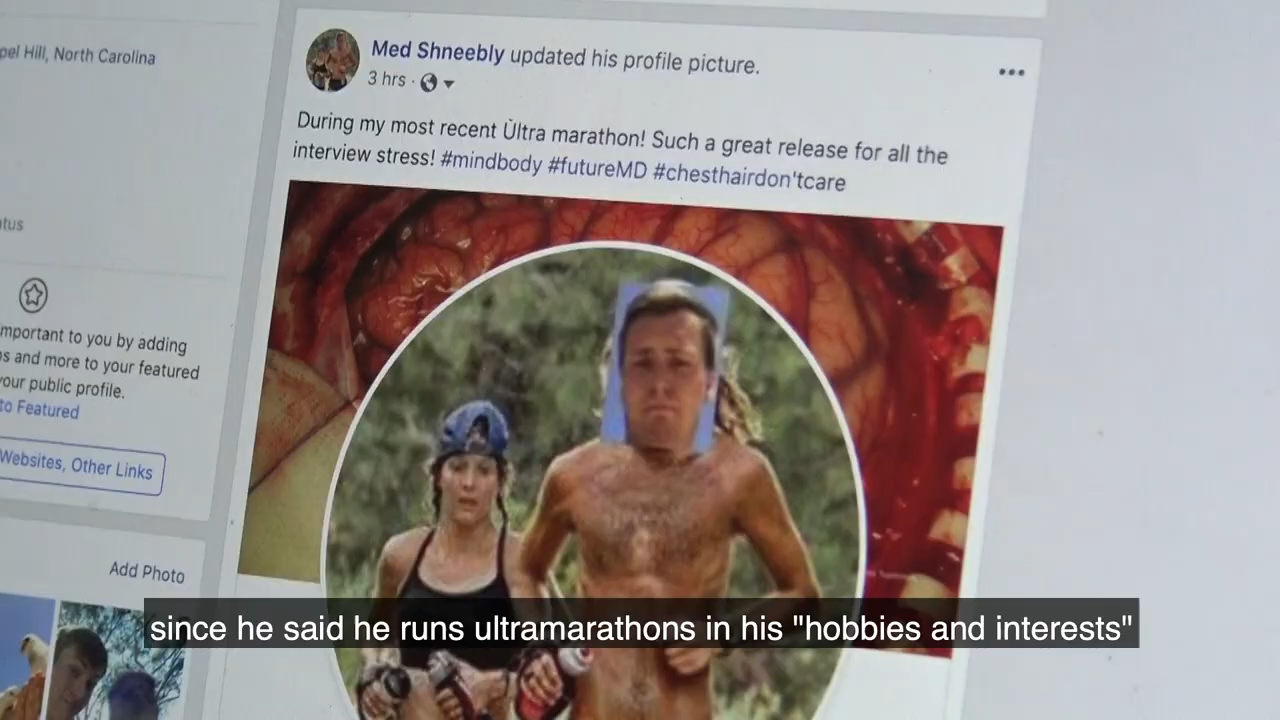 pel Hill, North Carolina
Med Shneebly updated his profile picture.
3 hrs
During my most recent Ùltra marathon! Such a great release for all the
interview stress! #mindbody #futureMD #chesthairdon'tcare
atus
mportant to you by adding
s and more to your featured
our public profile.
to Featured
Websites, Other Links
Add Photo
since he said he runs ultramarathons in his "hobbies and interests"